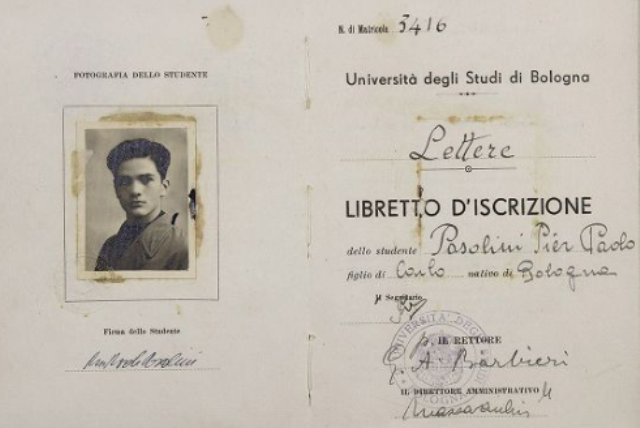 FOTOGRAFIA DELLO STUDENTE
Firma dello Studente
N. di Matricola 3416
Università degli Studi di Bologna
Lettere
LIBRETTO D'ISCRIZIONE
dello studente Pasolini Pier Paolo
figlio di Carlo nativo di Bologna
Il Segretario
p. IL RETTORE
A. Barbieri
IL DIRETTORE AMMINISTRATIVO